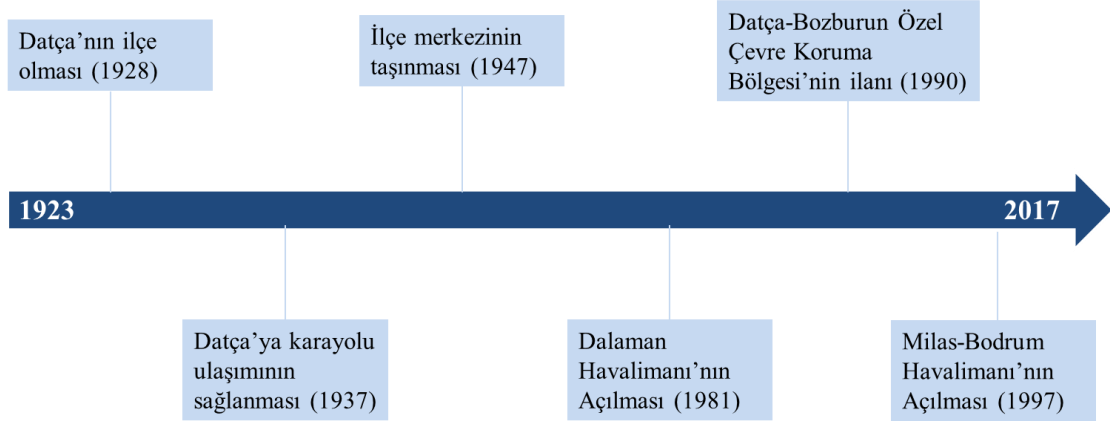 Datça’nın ilçe
olması (1928)
İlçe merkezinin
taşınması (1947)
Datça-Bozburun Özel
Çevre Koruma
Bölgesi’nin ilanı (1990)
1923
2017
Datça’ya karayolu
ulaşımının
sağlanması (1937)
Dalaman
Havalimanı’nın
Açılması (1981)
Milas-Bodrum
Havalimanı’nın
Açılması (1997)